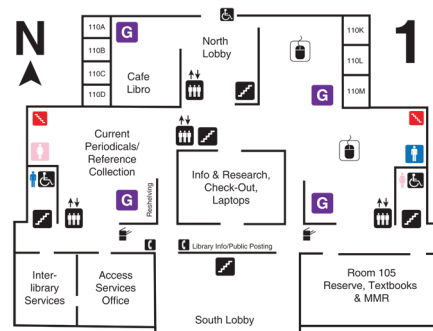 N
110A
110B
110C
110D
G
Cafe
Libro
North
Lobby
110K
110L
110M
1
G
Current
Periodicals/
Reference
Collection
Info & Research,
Check-Out,
Laptops
G
Reshelving
G
Library Info/Public Posting
Inter-
library
Services
Access
Services
Office
Room 105
Reserve, Textbooks
& MMR
South Lobby